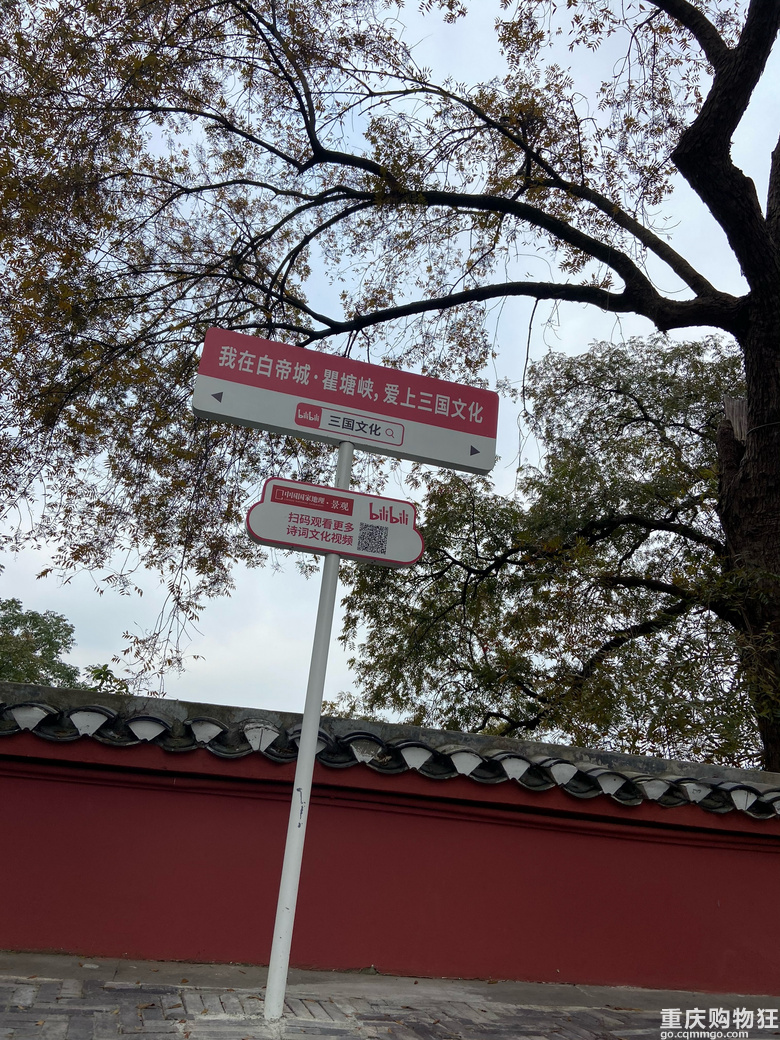 我在白帝城·瞿塘峡,爱上三国文化
bilibili 三国文化
中国国家地理·景观
bilibili
扫码观看更多
诗词文化视频
重庆购物狂
go.cqmmgo.com